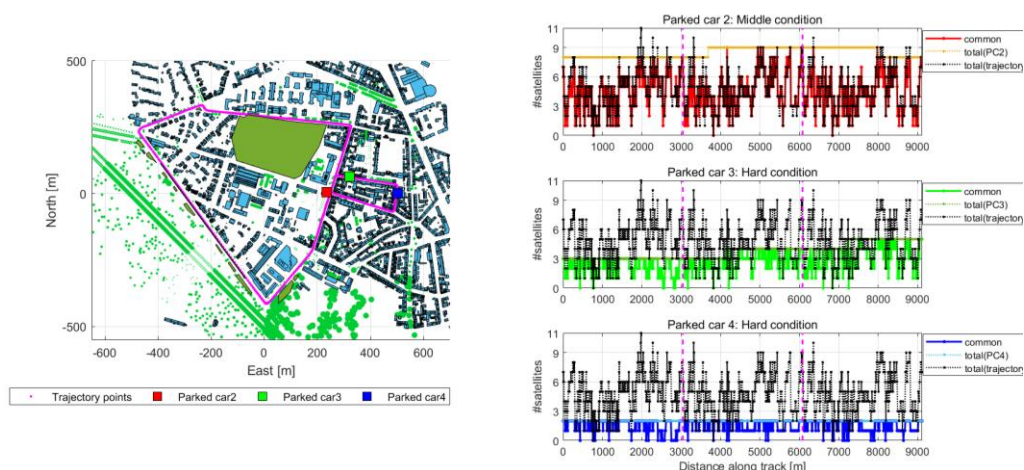 500
0
-500
North [m]
-600
-400
-200
0
200
400
600
East [m]
Trajectory points
Parked car2
Parked car3
Parked car4
Parked car 2: Middle condition
11
9
6
3
0
#satellites
0 1000 2000 3000 4000 5000 6000 7000 8000 9000
common
total(PC2)
total(trajectory
Parked car 3: Hard condition
11
9
6
3
0
#satellites
0 1000 2000 3000 4000 5000 6000 7000 8000 9000
common
total(PC3)
total(trajectory
Parked car 4: Hard condition
11
9
6
3
0
#satellites
0 1000 2000 3000 4000 5000 6000 7000 8000 9000
Distance along track [m]
common
total(PC4)
total(trajectory